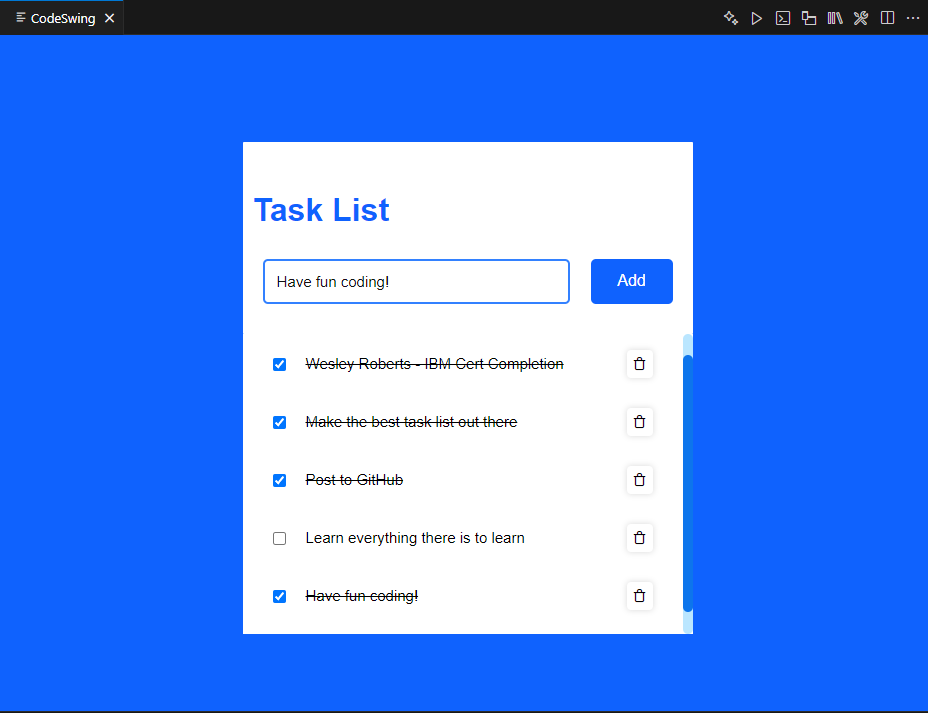 CodeSwing
Task List
Have fun coding!
Add
Wesley Roberts - IBM Cert Completion
Make the best task list out there
Post to GitHub
Learn everything there is to learn
Have fun coding!